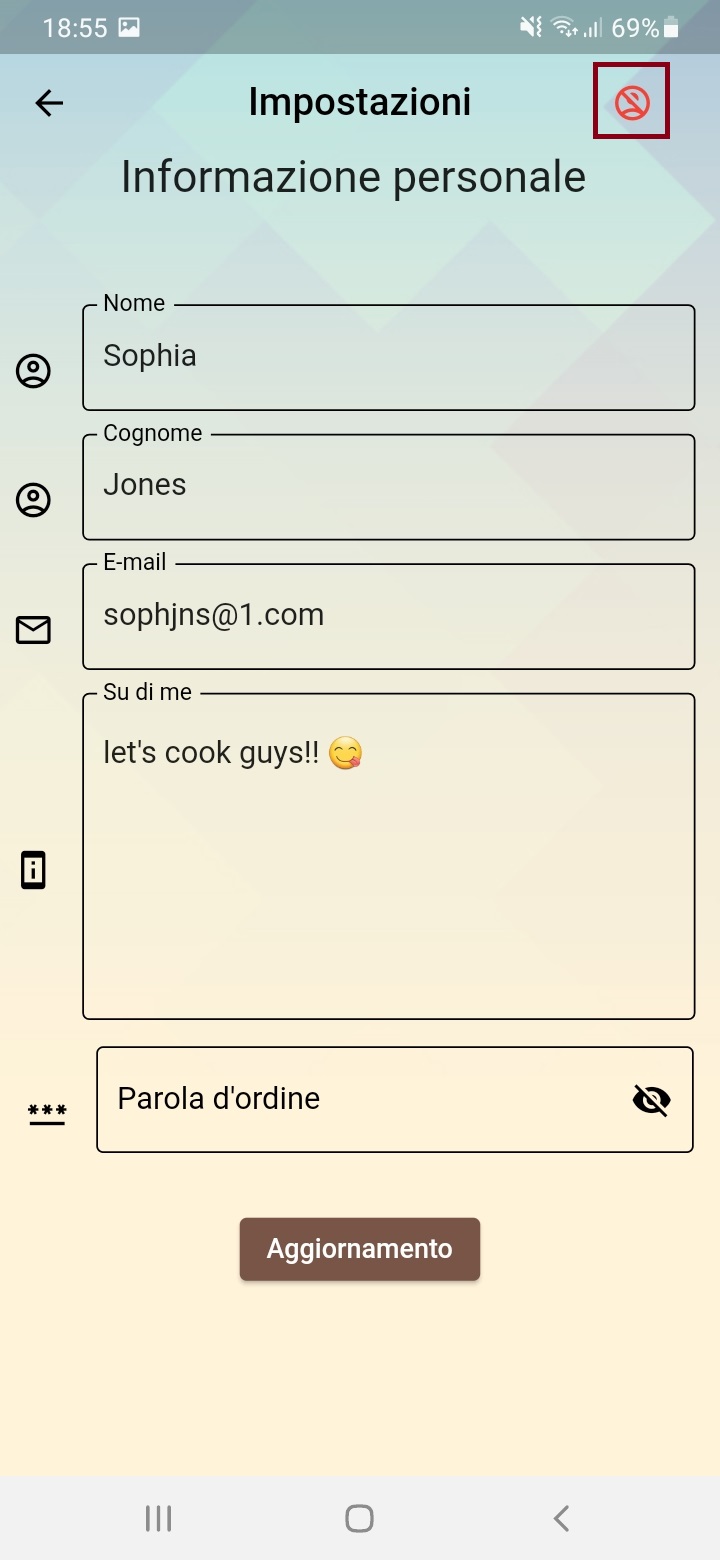 18:55
69%
Impostazioni
Informazione personale
Nome
Sophia
Cognome
Jones
E-mail
sophjns@1.com
Su di me
let's cook guys!! 😋
Parola d'ordine
Aggiornamento